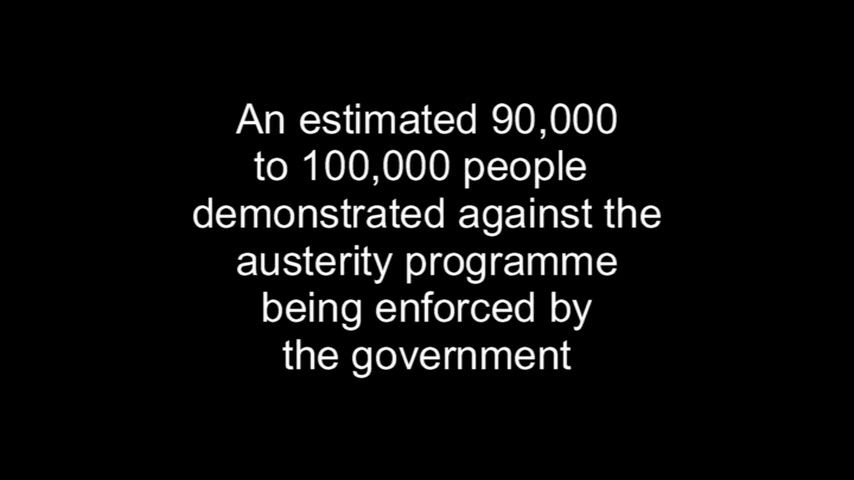 An estimated 90,000
to 100,000 people
demonstrated against the
austerity programme
being enforced by
the government